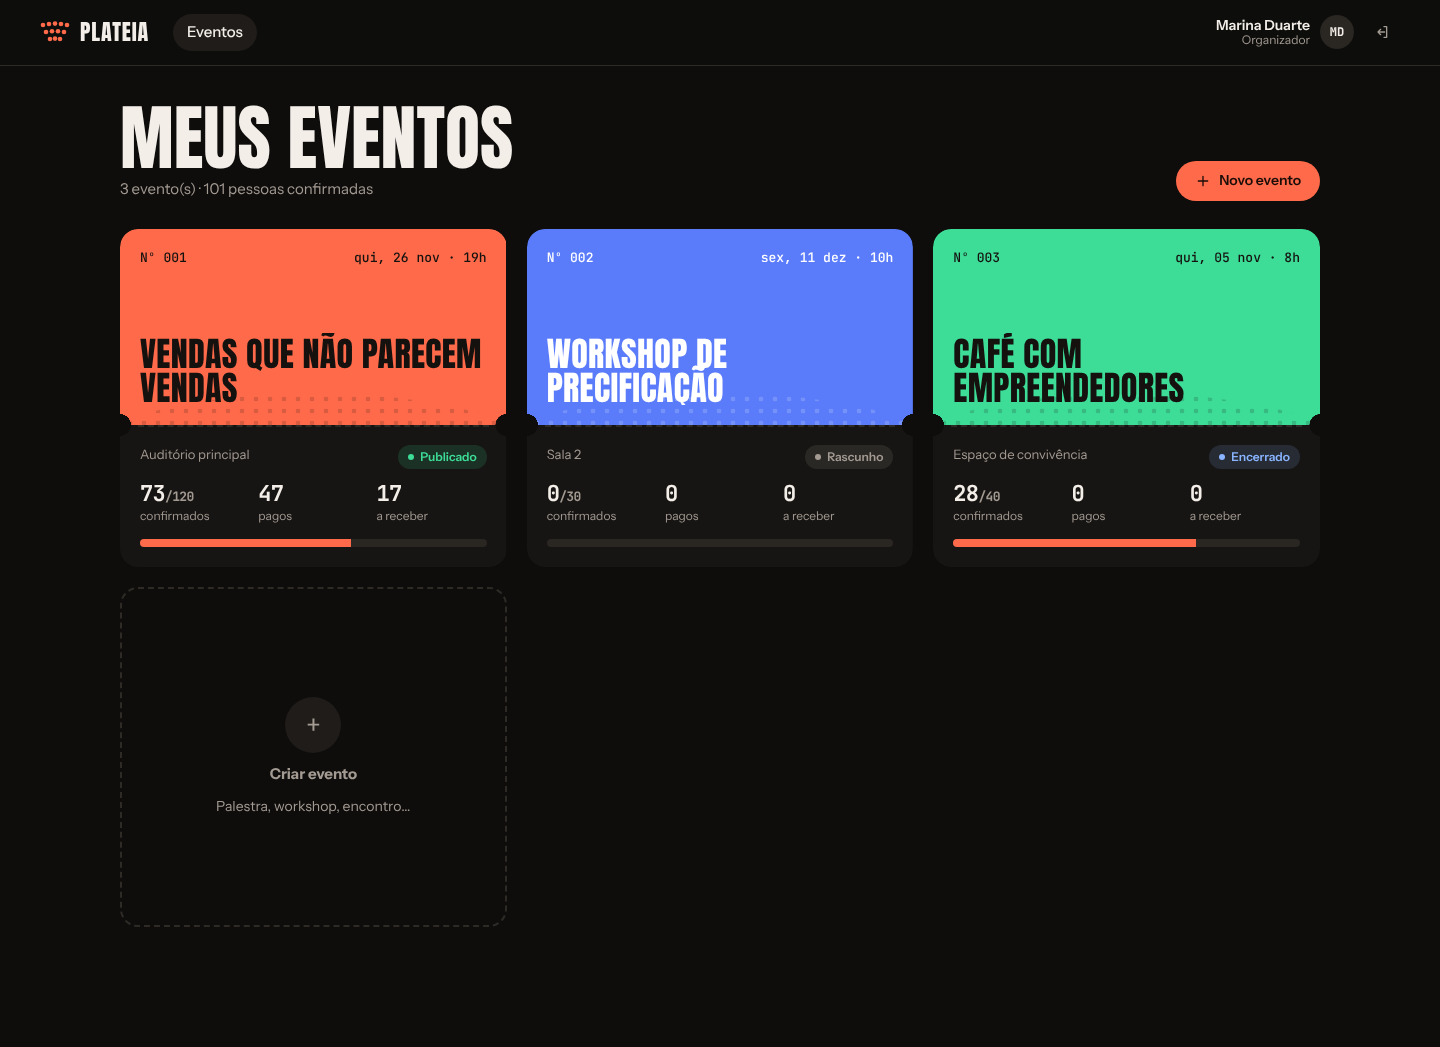 PLATEIA
Eventos
Marina Duarte
Organizador
MD
MEUS EVENTOS
3 evento(s) · 101 pessoas confirmadas
+ Novo evento
N° 001
qui, 26 nov · 19h
VENDAS QUE NÃO PARECEM
VENDAS
Auditório principal
Publicado
73/120
47
17
confirmados
pagos
a receber
N° 002
sex, 11 dez · 10h
WORKSHOP DE
PRECIFICAÇÃO
Sala 2
Rascunho
0/30
0
0
confirmados
pagos
a receber
N° 003
qui, 05 nov · 8h
CAFÉ COM
EMPREENDEDORES
Espaço de convivência
Encerrado
28/40
0
0
confirmados
pagos
a receber
+
Criar evento
Palestra, workshop, encontro...